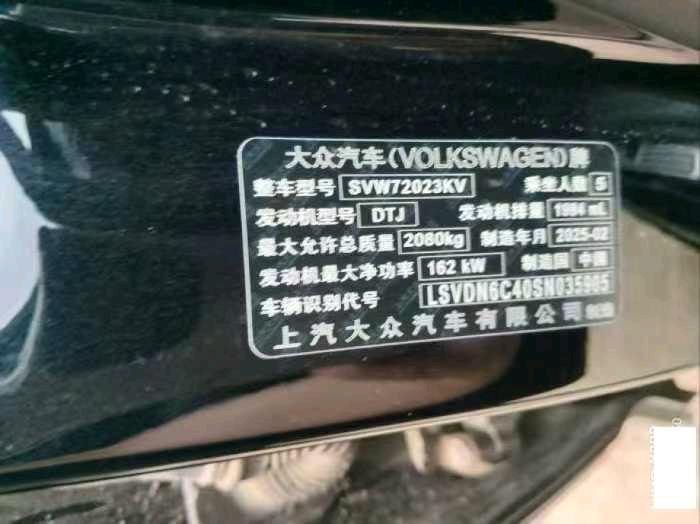 大众汽车(VOLKSWAGEN)牌
整车型号 SVW72023KV 乘坐人数 5
发动机型号 DTJ 发动机排量 1984 mL
最大允许总质量 2080kg 制造年月 2025-02
发动机最大净功率 162 kW 制造国 中国
车辆识别代号 LSVDN6C40SN035905
上汽大众汽车有限公司 制造